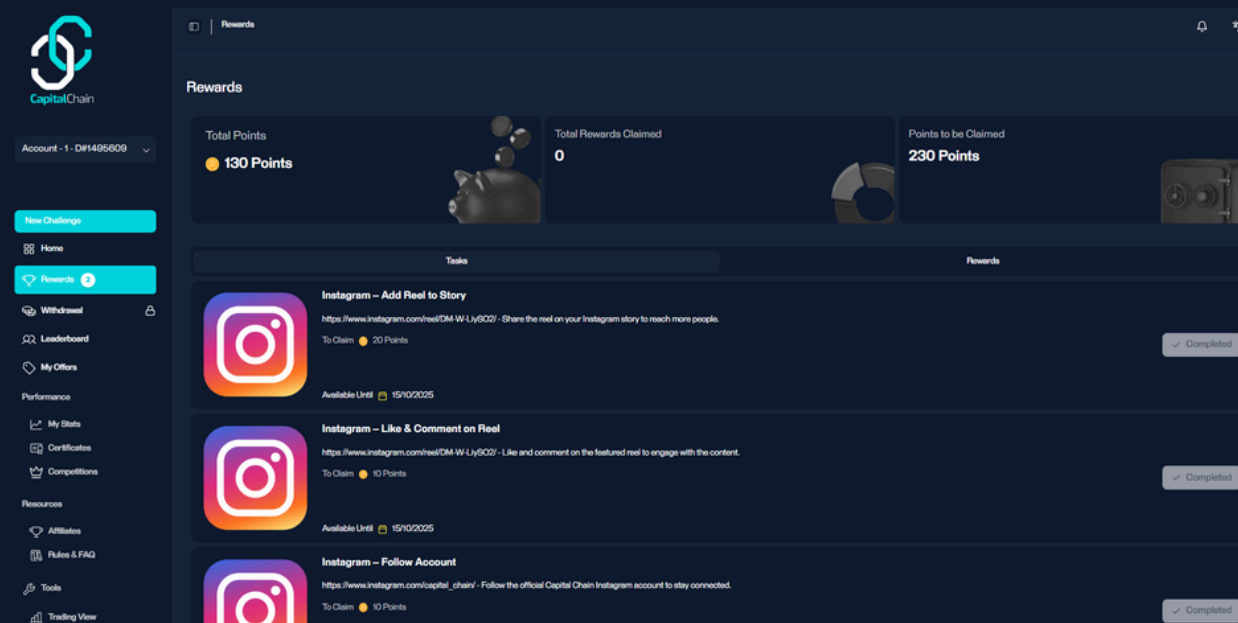 CapitalChain
Account - 1 - D#1495609
New Challenge
Home
Rewards 2
Withdrawal
Leaderboard
My Offers
Performance
My Stats
Certificates
Competitions
Resources
Affiliates
Rules & FAQ
Tools
Trading View
Rewards
Rewards
Total Points
130 Points
Total Rewards Claimed
0
Points to be Claimed
230 Points
Tasks
Rewards
Instagram – Add Reel to Story
https://www.instagram.com/reel/DM-W-LiySO2/ - Share the reel on your Instagram story to reach more people.
To Claim 20 Points
Completed
Available Until 15/10/2025
Instagram – Like & Comment on Reel
https://www.instagram.com/reel/DM-W-LiySO2/ - Like and comment on the featured reel to engage with the content.
To Claim 10 Points
Completed
Available Until 15/10/2025
Instagram – Follow Account
https://www.instagram.com/capital_chain/ - Follow the official Capital Chain Instagram account to stay connected.
To Claim 10 Points
Completed